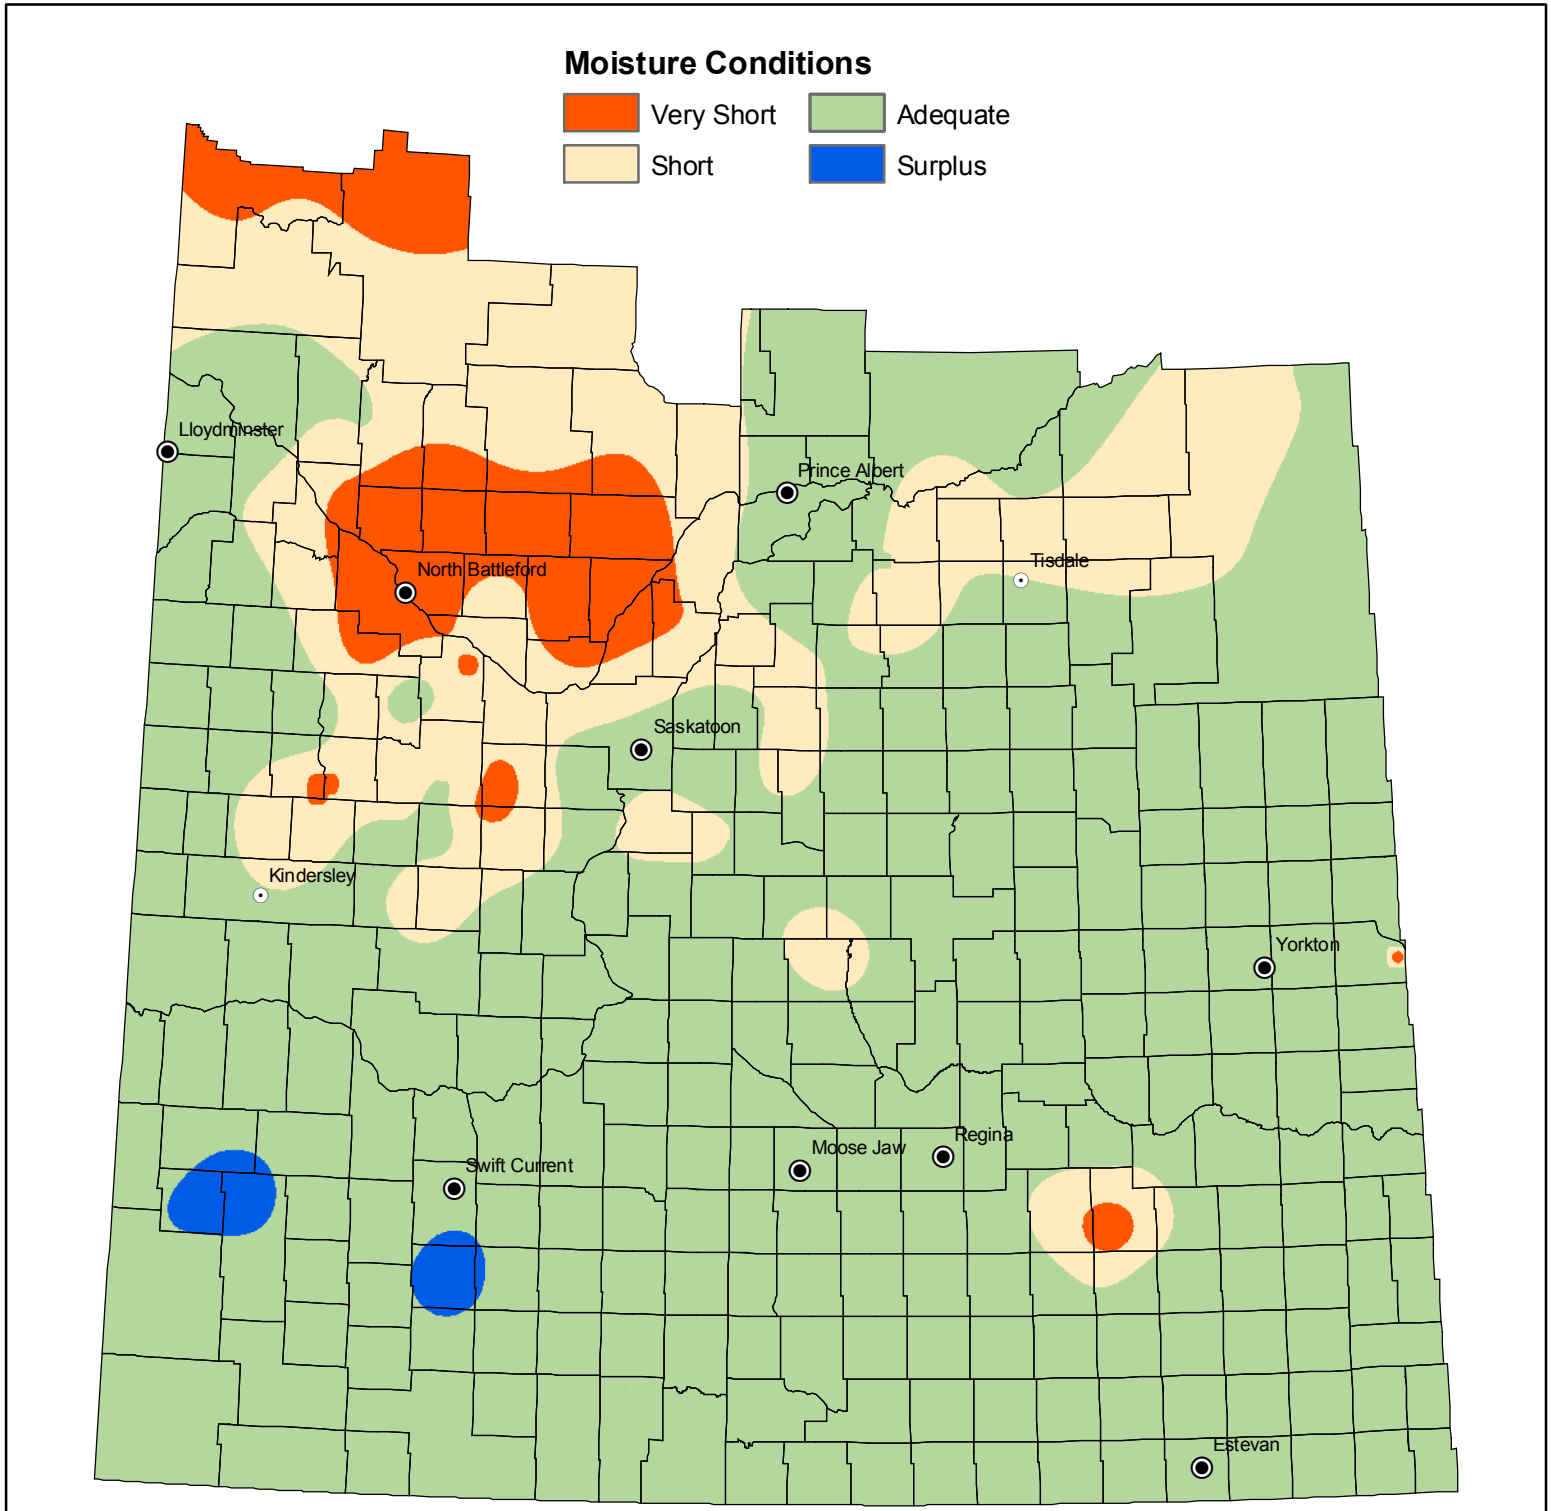 Moisture Conditions
Very Short
Adequate
Short
Surplus
Lloydminster
Prince Albert
North Battleford
Tisdale
Saskatoon
Kindersley
Yorkton
Regina
Moose Jaw
Swift Current
Estevan